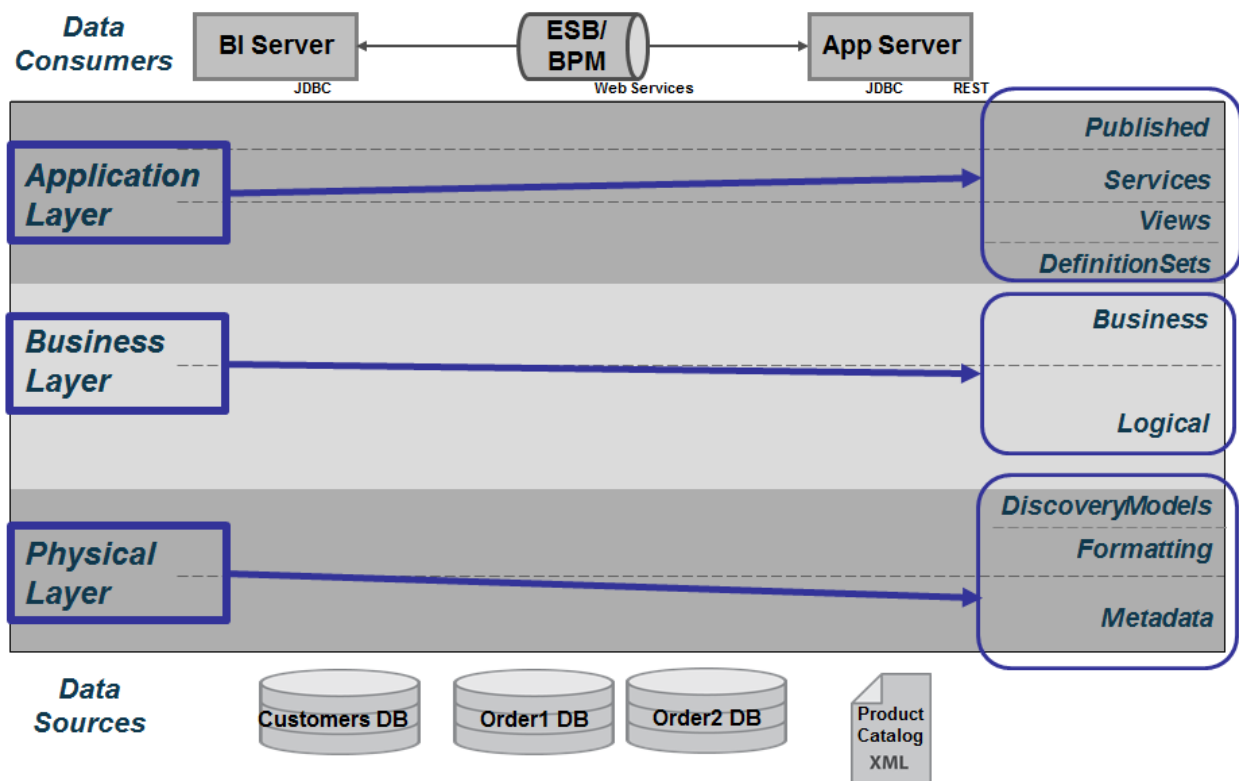 Data
Consumers
BI Server
ESB/
BPM
App Server
JDBC
Web Services
JDBC
REST
Application
Layer
Published
Services
Views
DefinitionSets
Business
Layer
Business
Logical
Physical
Layer
DiscoveryModels
Formatting
Metadata
Data
Sources
Customers DB
Order1 DB
Order2 DB
Product
Catalog
XML